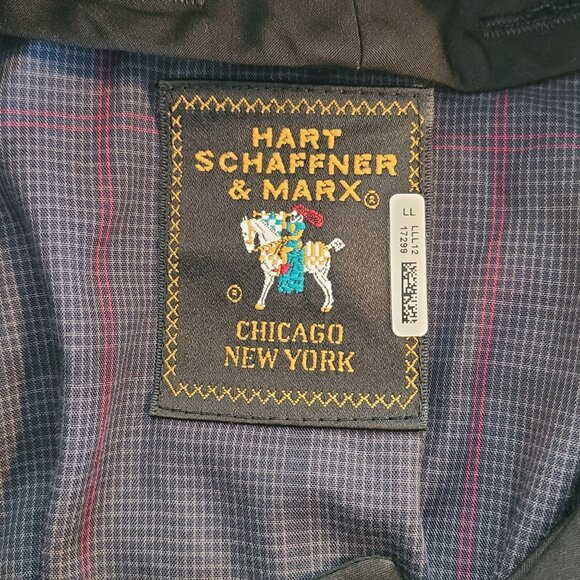 HART
SCHAFFNER
& MARX®
®
CHICAGO
NEW YORK
LL LLL12
17299